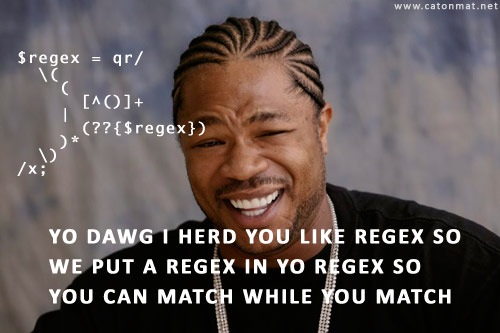 www.catonmat.net
$regex = qr/
\(
(
[^()]+
|
(??{$regex})
)*
\)
/x;
YO DAWG I HERD YOU LIKE REGEX SO
WE PUT A REGEX IN YO REGEX SO
YOU CAN MATCH WHILE YOU MATCH